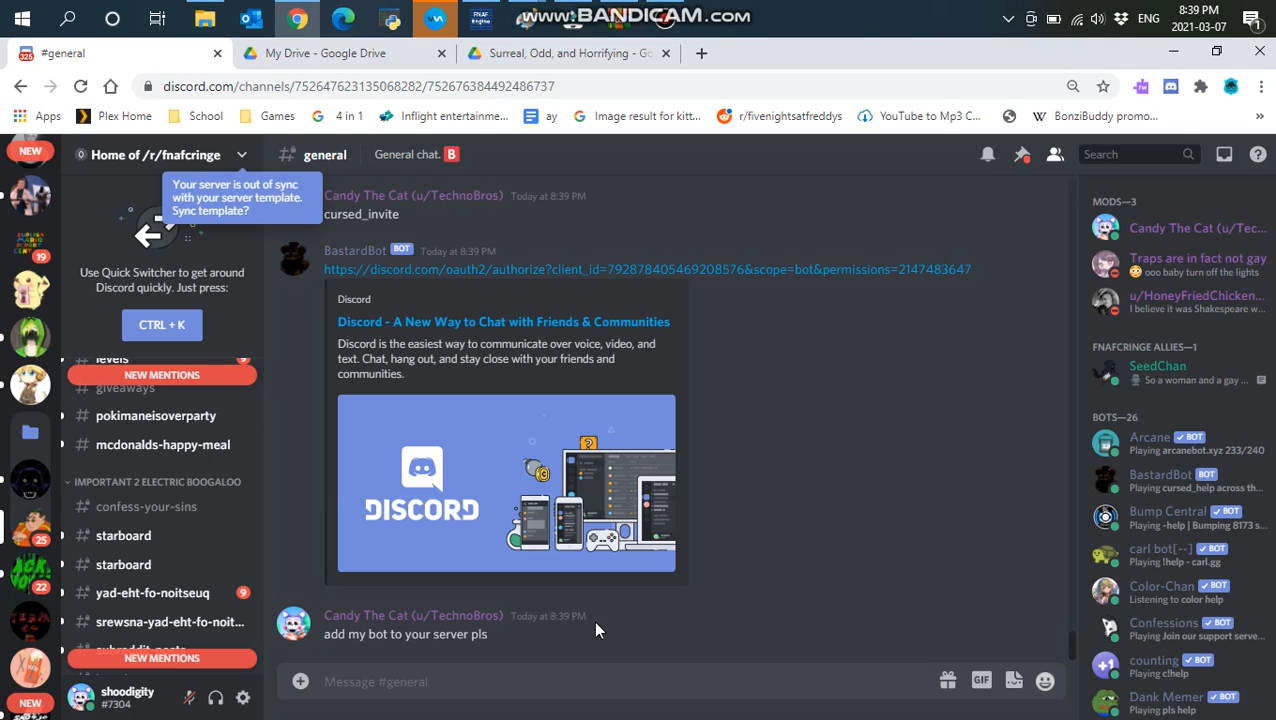 www.BANDICAM.com
ENG
8:39 PM
2021-03-07
1
325
#general
My Drive - Google Drive
Surreal, Odd, and Horrifying - Go
discord.com/channels/752647623135068282/752676384492486737
Apps
Plex Home
School
Games
4 in 1
Inflight entertainme...
ay
Image result for kitt...
r/fivenightsatfreddys
YouTube to Mp3 C...
BonziBuddy promo...
NEW
0 Home of /r/fnafcringe
# general
General chat. B
Search
Your server is out of sync
with your server template.
Sync template?
Use Quick Switcher to get around
Discord quickly. Just press:
CTRL + K
levels
NEW MENTIONS
giveaways
pokimaneisoverparty
mcdonalds-happy-meal
IMPORTANT 2 ELECTRIC BOOGALOO
confess-your-sins
starboard
starboard
yad-eht-fo-noitseuq 9
srewsna-yad-eht-fo-noit...
NEW MENTIONS
19
25
22
NEW
shoodigity
#7304
Candy The Cat (u/TechnoBros) Today at 8:39 PM
cursed_invite
BastardBot BOT Today at 8:39 PM
https://discord.com/oauth2/authorize?client_id=792878405469208576&scope=bot&permissions=2147483647
Discord
Discord - A New Way to Chat with Friends & Communities
Discord is the easiest way to communicate over voice, video, and
text. Chat, hang out, and stay close with your friends and
communities.
DISCORD
Candy The Cat (u/TechnoBros) Today at 8:39 PM
add my bot to your server pls
Message #general
GIF
MODS—3
Candy The Cat (u/Tec...
Traps are in fact not gay
ooo baby turn off the lights
u/HoneyFriedChicken...
I believe it was Shakespeare w...
FNAFCRINGE ALLIES—1
SeedChan
So a woman and a gay ...
BOTS—26
Arcane BOT
Playing arcanebot.xyz 233/240
BastardBot BOT
Playing cursed_help across th...
Bump Central BOT
Playing ~help | Bumping 8173 s...
carl bot[--] BOT
Playing !help - carl.gg
Color-Chan BOT
Listening to color help
Confessions BOT
Playing Join our support serve...
counting BOT
Playing c!help
Dank Memer BOT
Playing pls help